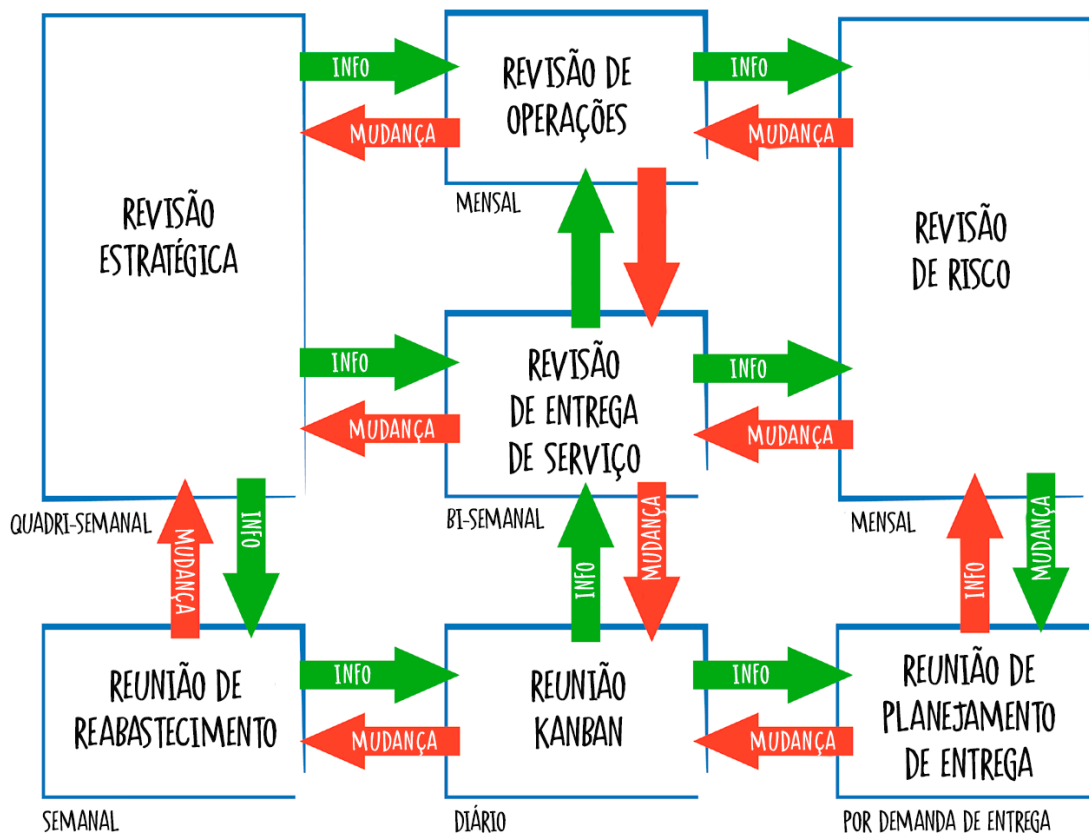 INFO
REVISÃO DE
OPERAÇÕES
INFO
MUDANÇA
MUDANÇA
MENSAL
REVISÃO
ESTRATÉGICA
REVISÃO
DE RISCO
INFO
REVISÃO
DE ENTREGA
DE SERVIÇO
INFO
MUDANÇA
MUDANÇA
QUADRI-SEMANAL
BI-SEMANAL
MENSAL
MUDANÇA
INFO
INFO
MUDANÇA
INFO
MUDANÇA
REUNIÃO DE
REABASTECIMENTO
INFO
MUDANÇA
REUNIÃO
KANBAN
INFO
MUDANÇA
REUNIÃO DE
PLANEJAMENTO
DE ENTREGA
SEMANAL
DIÁRIO
POR DEMANDA DE ENTREGA